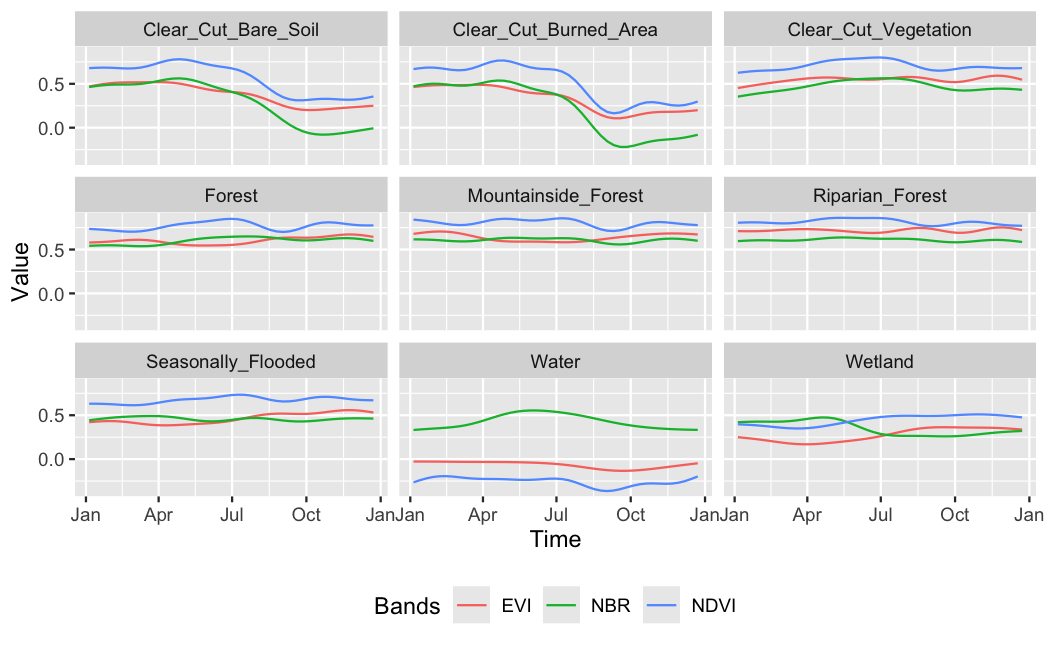 Clear_Cut_Bare_Soil Clear_Cut_Burned_Area Clear_Cut_Vegetation
0.5
0.0
Forest Mountainside_Forest Riparian_Forest
0.5
0.0
Value
Seasonally_Flooded Water Wetland
0.5
0.0
Jan Apr Jul Oct Jan Jan Apr Jul Oct Jan Jan Apr Jul Oct Jan
Time
Bands EVI NBR NDVI